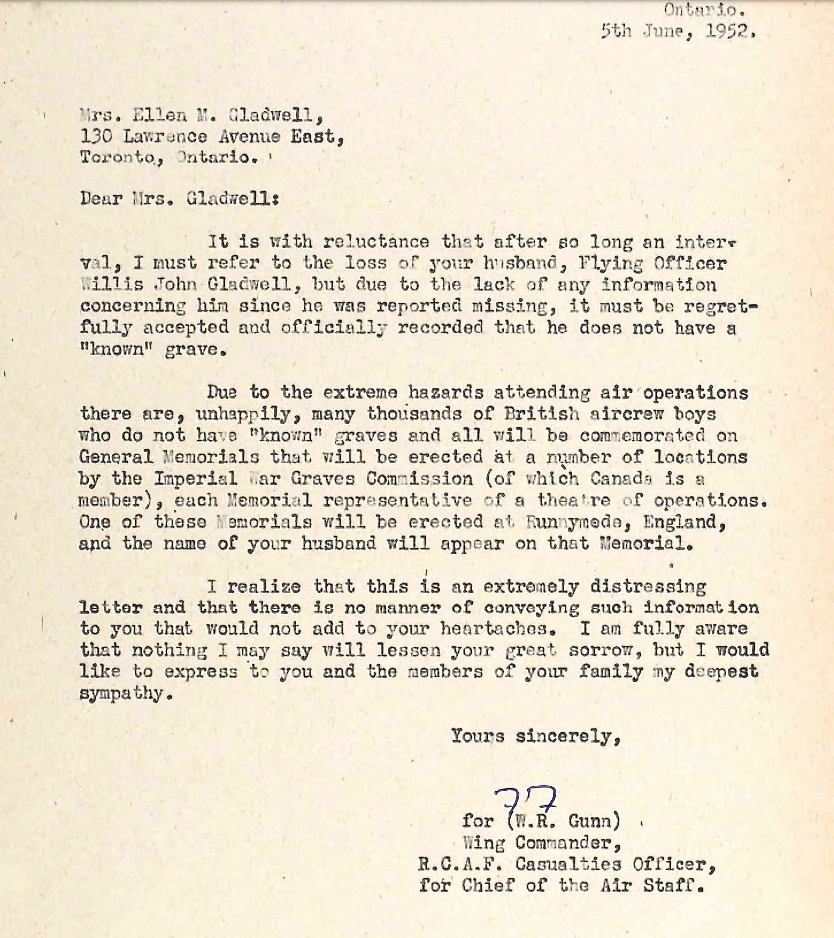 Ontario.
5th June, 1952.
Mrs. Ellen M. Gladwell,
130 Lawrence Avenue East,
Toronto, Ontario.
Dear Mrs. Gladwell:
It is with reluctance that after so long an inter-
val, I must refer to the loss of your husband, Flying Officer
Willis John Gladwell, but due to the lack of any information
concerning him since he was reported missing, it must be regret-
fully accepted and officially recorded that he does not have a
"known" grave.
Due to the extreme hazards attending air operations
there are, unhappily, many thousands of British aircrew boys
who do not have "known" graves and all will be commemorated on
General Memorials that will be erected at a number of locations
by the Imperial War Graves Commission (of which Canada is a
member), each Memorial representative of a theatre of operations.
One of these Memorials will be erected at Runnymede, England,
and the name of your husband will appear on that Memorial.
I realize that this is an extremely distressing
letter and that there is no manner of conveying such information
to you that would not add to your heartaches. I am fully aware
that nothing I may say will lessen your great sorrow, but I would
like to express to you and the members of your family my deepest
sympathy.
Yours sincerely,
for (W.R. Gunn)
Wing Commander,
R.C.A.F. Casualties Officer,
for Chief of the Air Staff.